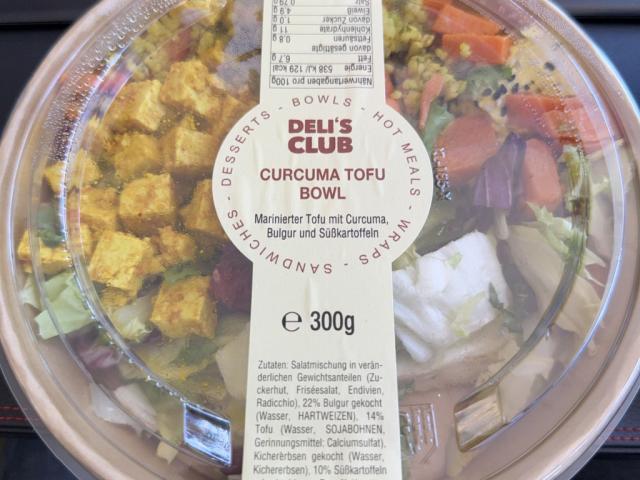 Nährwertangaben pro 100g
Energie 538 kJ/ 129 kcal
Fett 6,7 g
davon gesättigte
Fettsäuren 0,8
Kohlenhydrate 11 g
davon Zucker 1,0 g
Eiweiß 4,9 g
Salz 0,79 g
DESSERTS - BOWLS - HOT MEALS - WRAPS - SANDWICHES -
DELI'S
CLUB
CURCUMA TOFU
BOWL
Marinierter Tofu mit Curcuma,
Bulgur und Süßkartoffeln
e 300g
Zutaten: Salatmischung in verän-
derlichen Gewichtsanteilen (Zu-
ckerhut, Friséesalat, Endivien,
Radicchio), 22% Bulgur gekocht
(Wasser, HARTWEIZEN), 14%
Tofu (Wasser, SOJABOHNEN,
Gerinnungsmittel: Calciumsulfat),
Kichererbsen gekocht (Wasser,
Kichererbsen), 10% Süßkartoffeln